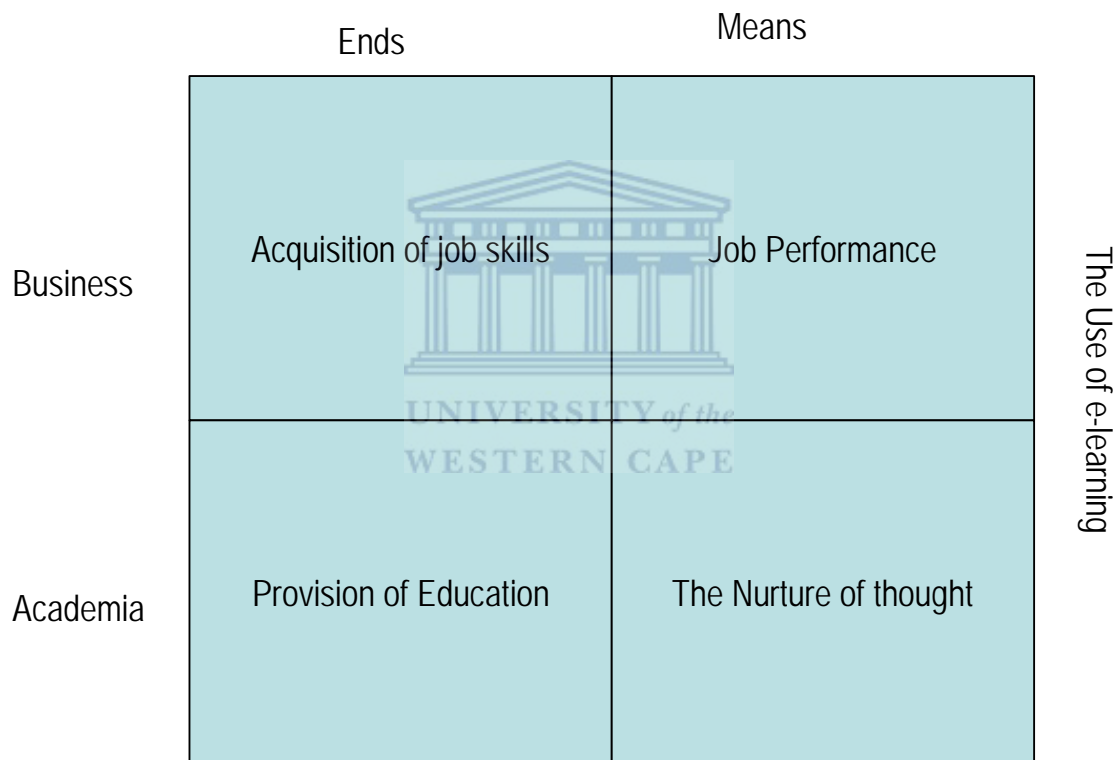 Ends
Means
Business
Acquisition of job skills
Job Performance
UNIVERSITY of the
WESTERN CAPE
Academia
Provision of Education
The Nurture of thought
The Use of e-learning